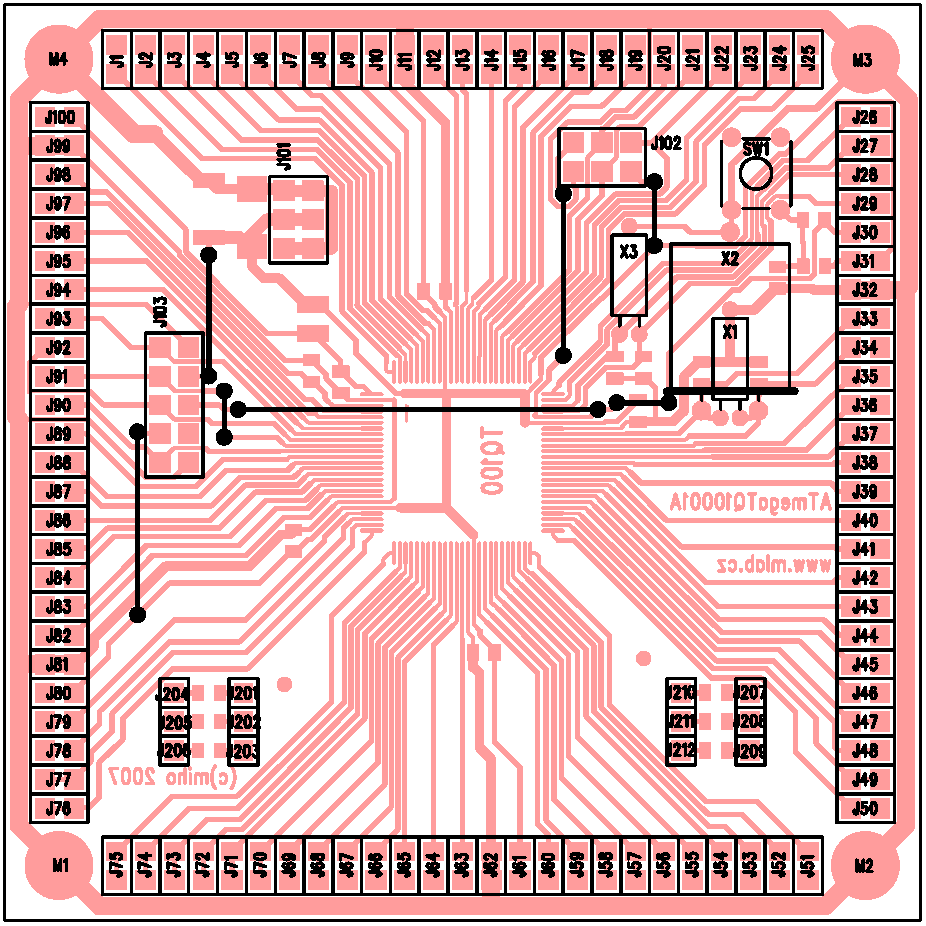 M4 J1 J2 J3 J4 J5 J6 J7 J8 J9 J10 J11 J12 J13 J14 J15 J16 J17 J18 J19 J20 J21 J22 J23 J24 J25 M3
J100 J26
J99 J101 J102 SW1 J27
J98 J28
J97 J29
J96 J30
J95 X3 X2 J31
J94 J32
J93 J103 J33
J92 X1 J34
J91 J35
J90 J36
J89 J37
J88 TQ100 J38
J87 J39
J86 ATmegaTQ10001A J40
J85 J41
J84 www.mlab.cz J42
J83 J43
J82 J44
J81 J45
J80 J204 J201 J210 J207 J46
J79 J205 J202 J211 J208 J47
J78 J206 J203 J212 J209 J48
J77 (c)miho 2007 J49
J76 J50
M1 J75 J74 J73 J72 J71 J70 J69 J68 J67 J66 J65 J64 J63 J62 J61 J60 J59 J58 J57 J56 J55 J54 J53 J52 J51 M2